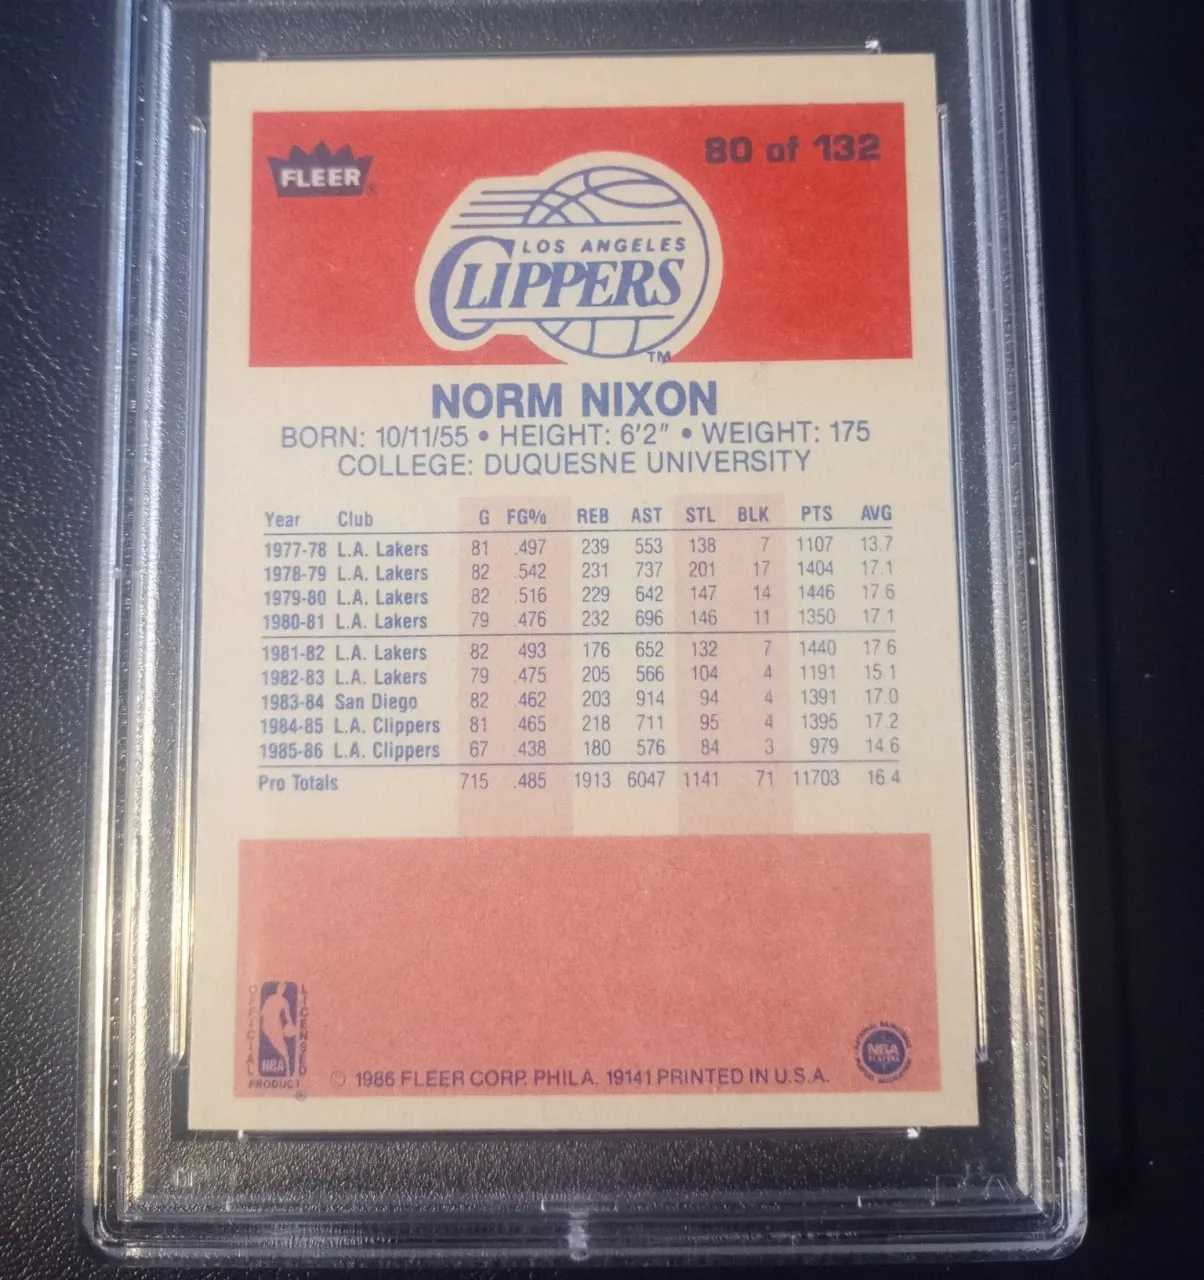 80 of 132
FLEER®
LOS ANGELES
CLIPPERS
TM
NORM NIXON
BORN: 10/11/55 • HEIGHT: 6'2" • WEIGHT: 175
COLLEGE: DUQUESNE UNIVERSITY
Year Club G FG% REB AST STL BLK PTS AVG
1977-78 L.A. Lakers 81 .497 239 553 138 7 1107 13.7
1978-79 L.A. Lakers 82 .542 231 737 201 17 1404 17.1
1979-80 L.A. Lakers 82 .516 229 642 147 14 1446 17.6
1980-81 L.A. Lakers 79 .476 232 696 146 11 1350 17.1
1981-82 L.A. Lakers 82 .493 176 652 132 7 1440 17.6
1982-83 L.A. Lakers 79 .475 205 566 104 4 1191 15.1
1983-84 San Diego 82 .462 203 914 94 4 1391 17.0
1984-85 L.A. Clippers 81 .465 218 711 95 4 1395 17.2
1985-86 L.A. Clippers 67 .438 180 576 84 3 979 14.6
Pro Totals 715 .485 1913 6047 1141 71 11703 16.4
OFFICIAL LICENSED
NBA
PRODUCT®
© 1986 FLEER CORP. PHILA. 19141 PRINTED IN U.S.A.
NBA
PSA